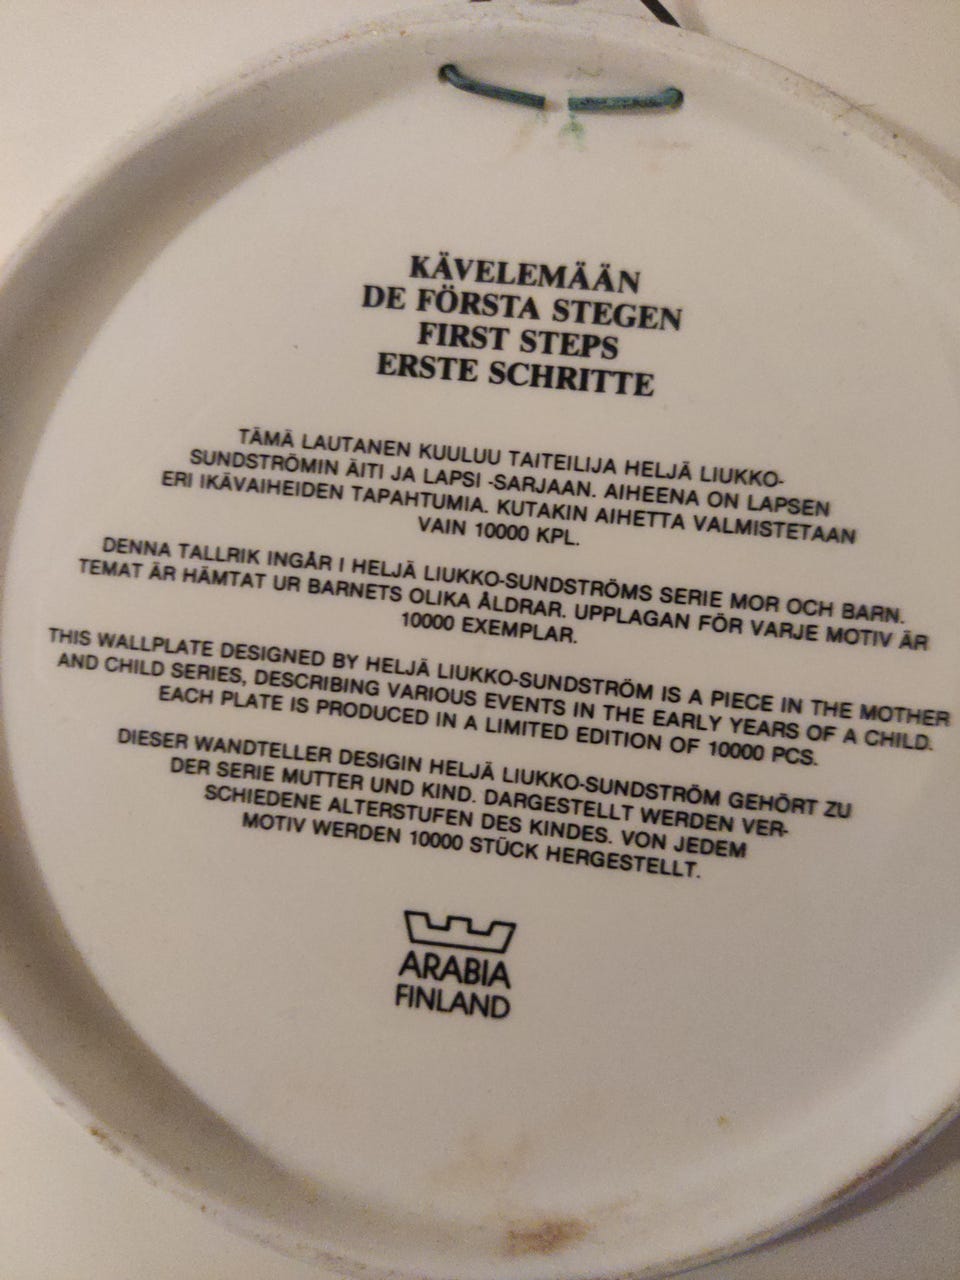 KÄVELEMÄÄN
DE FÖRSTA STEGEN
FIRST STEPS
ERSTE SCHRITTE
TÄMÄ LAUTANEN KUULUU TAITEILIJA HELJÄ LIUKKO-
SUNDSTRÖMIN ÄITI JA LAPSI -SARJAAN. AIHEENA ON LAPSEN
ERI IKÄVAIHEIDEN TAPAHTUMIA. KUTAKIN AIHETTA VALMISTETAAN
VAIN 10000 KPL.
DENNA TALLRIK INGÅR I HELJÄ LIUKKO-SUNDSTRÖMS SERIE MOR OCH BARN.
TEMAT ÄR HÄMTAT UR BARNETS OLIKA ÅLDRAR. UPPLAGAN FÖR VARJE MOTIV ÄR
10000 EXEMPLAR.
THIS WALLPLATE DESIGNED BY HELJÄ LIUKKO-SUNDSTRÖM IS A PIECE IN THE MOTHER
AND CHILD SERIES, DESCRIBING VARIOUS EVENTS IN THE EARLY YEARS OF A CHILD.
EACH PLATE IS PRODUCED IN A LIMITED EDITION OF 10000 PCS.
DIESER WANDTELLER DESIGIN HELJÄ LIUKKO-SUNDSTRÖM GEHÖRT ZU
DER SERIE MUTTER UND KIND. DARGESTELLT WERDEN VER-
SCHIEDENE ALTERSTUFEN DES KINDES. VON JEDEM
MOTIV WERDEN 10000 STÜCK HERGESTELLT.
ARABIA
FINLAND